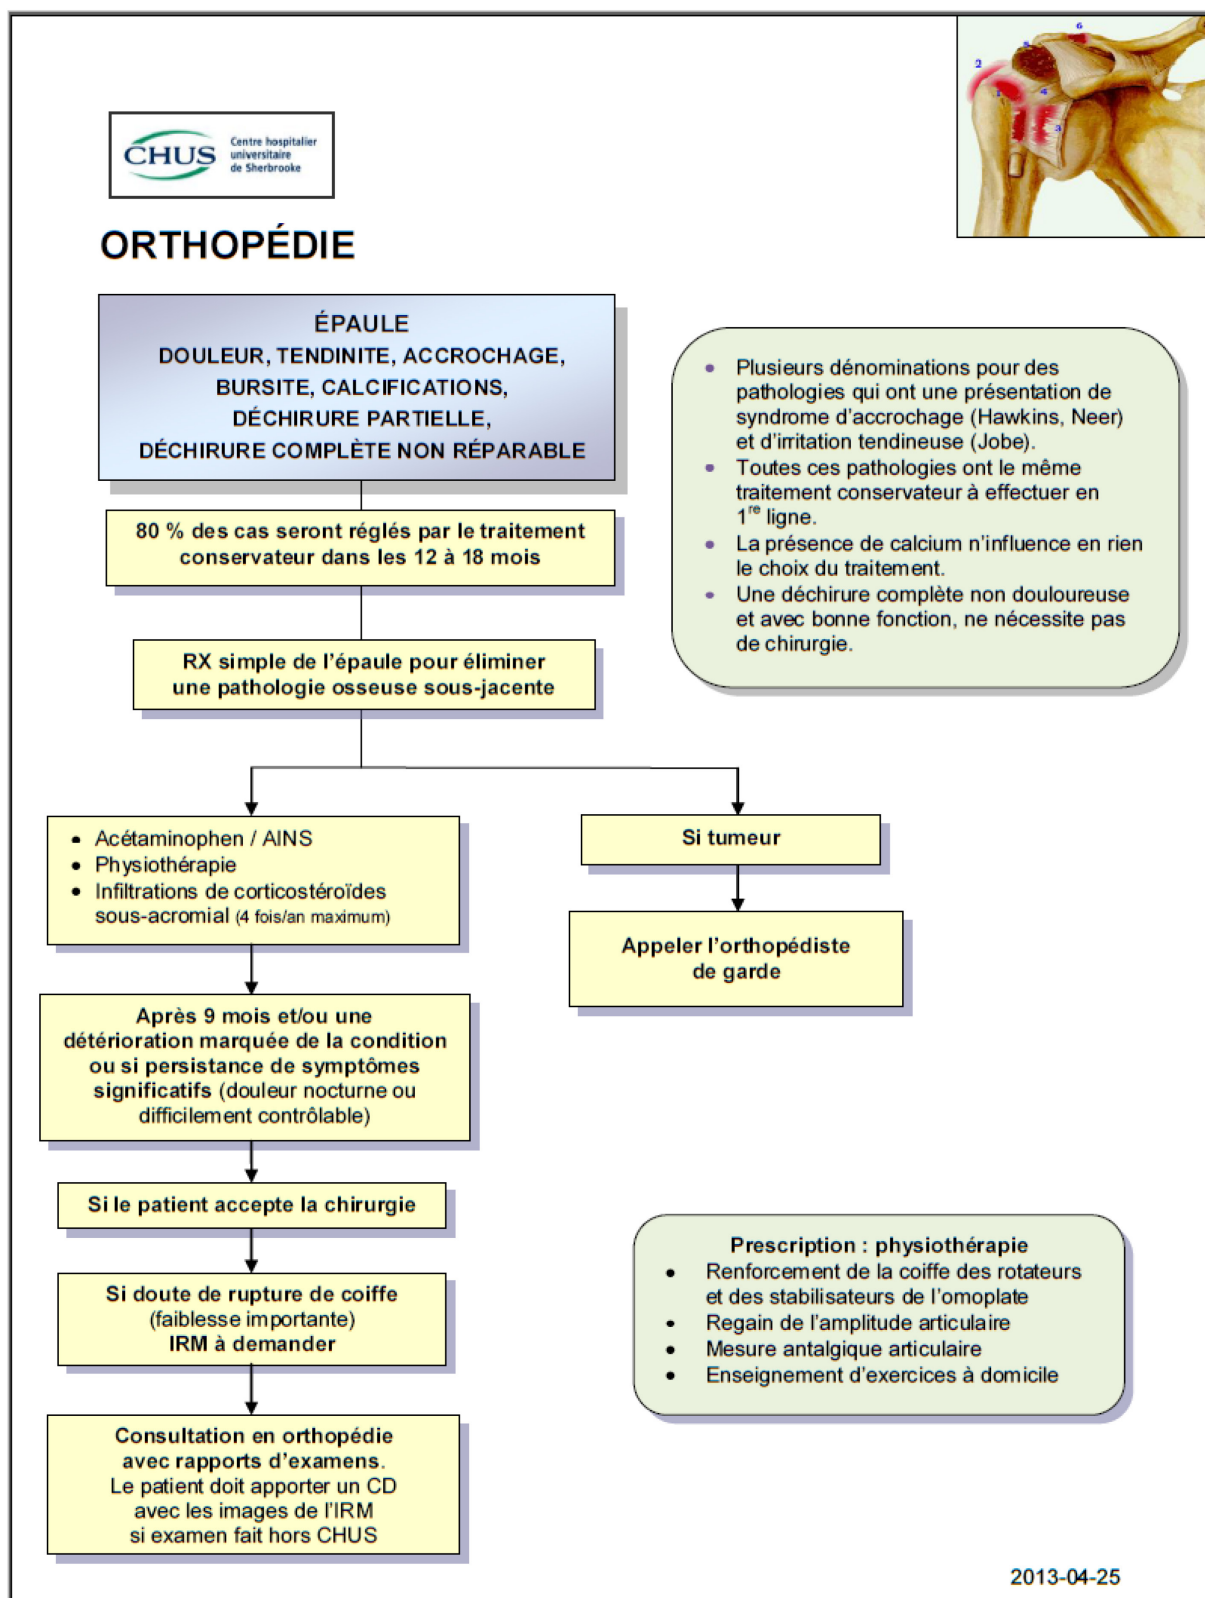 6
5
2
1
4
3
CHUS
Centre hospitalier
universitaire
de Sherbrooke
ORTHOPÉDIE
ÉPAULE
DOULEUR, TENDINITE, ACCROCHAGE,
BURSITE, CALCIFICATIONS,
DÉCHIRURE PARTIELLE,
DÉCHIRURE COMPLÈTE NON RÉPARABLE
• Plusieurs dénominations pour des
pathologies qui ont une présentation de
syndrome d'accrochage (Hawkins, Neer)
et d'irritation tendineuse (Jobe).
• Toutes ces pathologies ont le même
traitement conservateur à effectuer en
1re ligne.
• La présence de calcium n'influence en rien
le choix du traitement.
• Une déchirure complète non douloureuse
et avec bonne fonction, ne nécessite pas
de chirurgie.
80 % des cas seront réglés par le traitement
conservateur dans les 12 à 18 mois
RX simple de l'épaule pour éliminer
une pathologie osseuse sous-jacente
• Acétaminophen / AINS
• Physiothérapie
• Infiltrations de corticostéroïdes
sous-acromial (4 fois/an maximum)
Si tumeur
Appeler l'orthopédiste
de garde
Après 9 mois et/ou une
détérioration marquée de la condition
ou si persistance de symptômes
significatifs (douleur nocturne ou
difficilement contrôlable)
Si le patient accepte la chirurgie
Si doute de rupture de coiffe
(faiblesse importante)
IRM à demander
Consultation en orthopédie
avec rapports d'examens.
Le patient doit apporter un CD
avec les images de l'IRM
si examen fait hors CHUS
Prescription : physiothérapie
• Renforcement de la coiffe des rotateurs
et des stabilisateurs de l'omoplate
• Regain de l'amplitude articulaire
• Mesure antalgique articulaire
• Enseignement d'exercices à domicile
2013-04-25